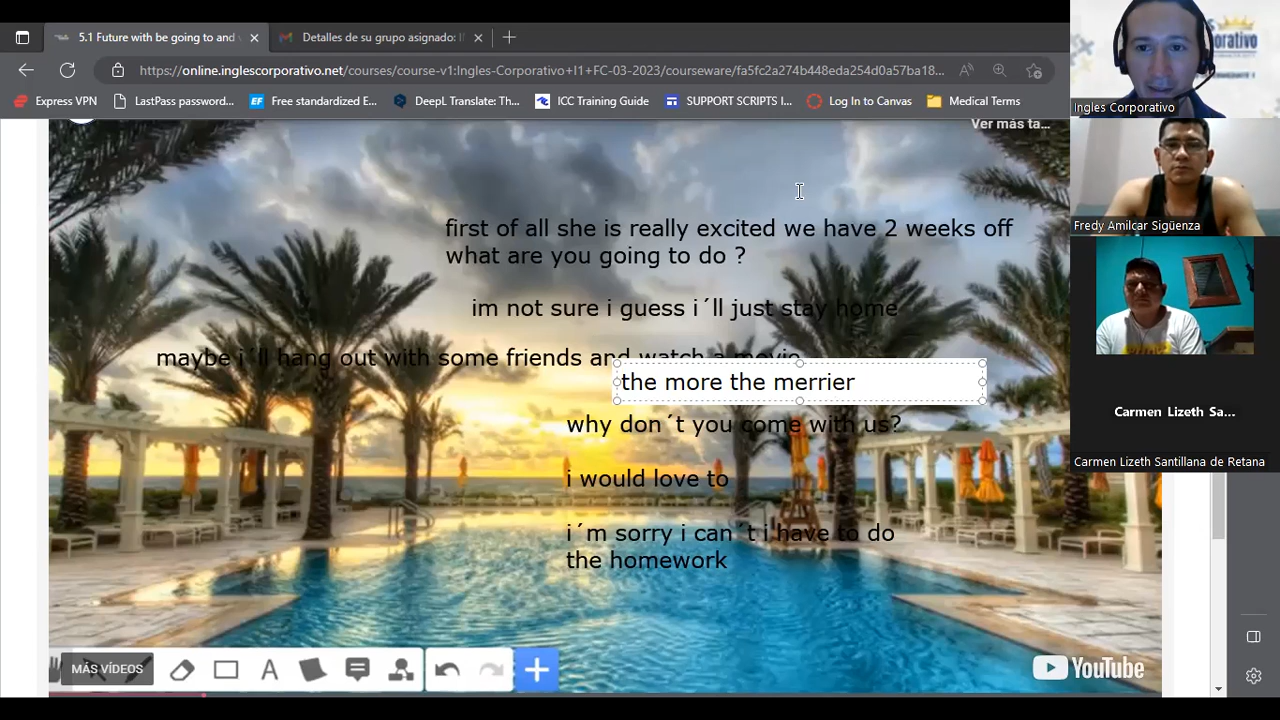 5.1 Future with be going to and
Detalles de su grupo asignado: If
https://online.inglescorporativo.net/courses/course-v1:Ingles-Corporativo+I1+FC-03-2023/courseware/fa5fc2a274b448eda254d0a57ba18...
Express VPN
LastPass password...
Free standardized E...
DeepL Translate: Th...
ICC Training Guide
SUPPORT SCRIPTS I...
Log In to Canvas
Medical Terms
Ver más ta...
first of all she is really excited we have 2 weeks off
what are you going to do ?
im not sure i guess i´ll just stay home
maybe i´ll hang out with some friends and watch a movie
the more the merrier
why don´t you come with us?
i would love to
i´m sorry i can´t i have to do
the homework
MÁS VÍDEOS
YouTube
Ingles Corporativo
Fredy Amilcar Sigüenza
Carmen Lizeth Sa...
Carmen Lizeth Santillana de Retana